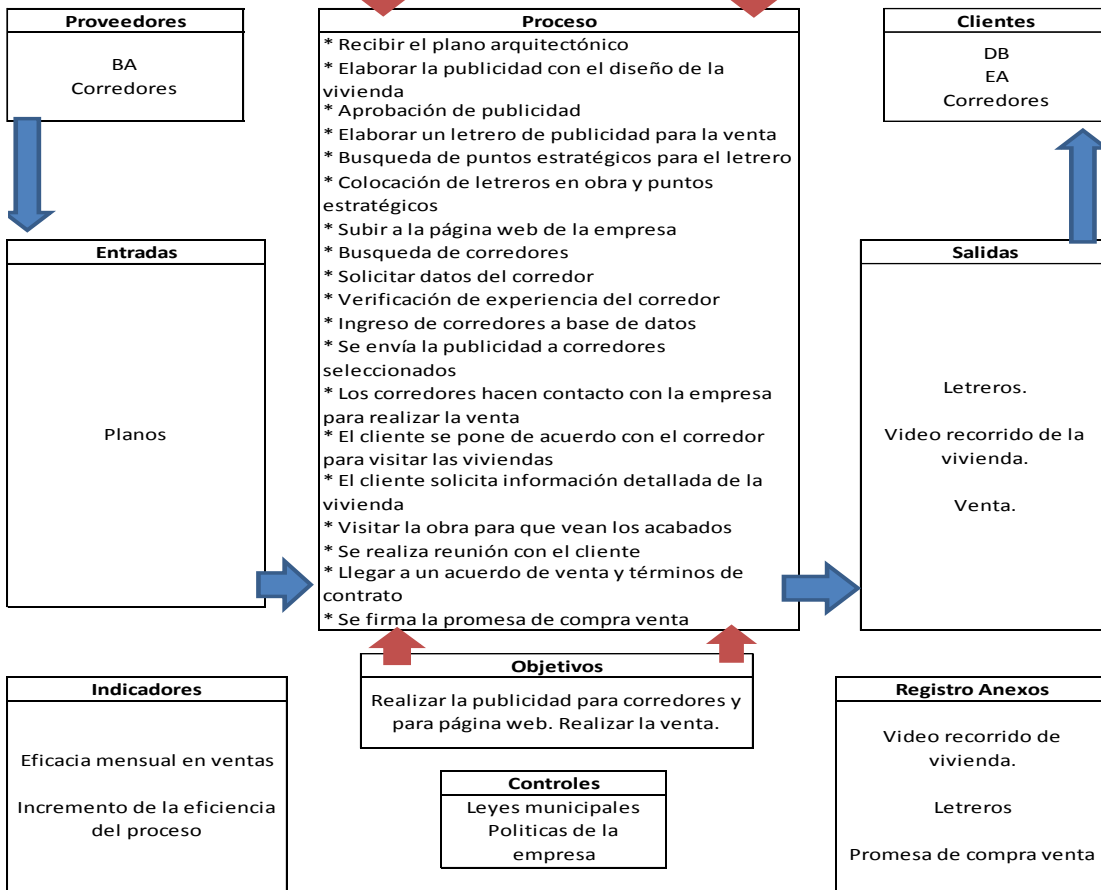 Proveedores
BA
Corredores
Proceso
* Recibir el plano arquitectónico
* Elaborar la publicidad con el diseño de la
vivienda
* Aprobación de publicidad
* Elaborar un letrero de publicidad para la venta
* Busqueda de puntos estratégicos para el letrero
* Colocación de letreros en obra y puntos
estratégicos
* Subir a la página web de la empresa
* Busqueda de corredores
* Solicitar datos del corredor
* Verificación de experiencia del corredor
* Ingreso de corredores a base de datos
* Se envía la publicidad a corredores
seleccionados
* Los corredores hacen contacto con la empresa
para realizar la venta
* El cliente se pone de acuerdo con el corredor
para visitar las viviendas
* El cliente solicita información detallada de la
vivienda
* Visitar la obra para que vean los acabados
* Se realiza reunión con el cliente
* Llegar a un acuerdo de venta y términos de
contrato
* Se firma la promesa de compra venta
Clientes
DB
EA
Corredores
Entradas
Planos
Salidas
Letreros.
Video recorrido de la
vivienda.
Venta.
Objetivos
Realizar la publicidad para corredores y
para página web. Realizar la venta.
Indicadores
Eficacia mensual en ventas
Incremento de la eficiencia
del proceso
Controles
Leyes municipales
Politicas de la
empresa
Registro Anexos
Video recorrido de
vivienda.
Letreros
Promesa de compra venta